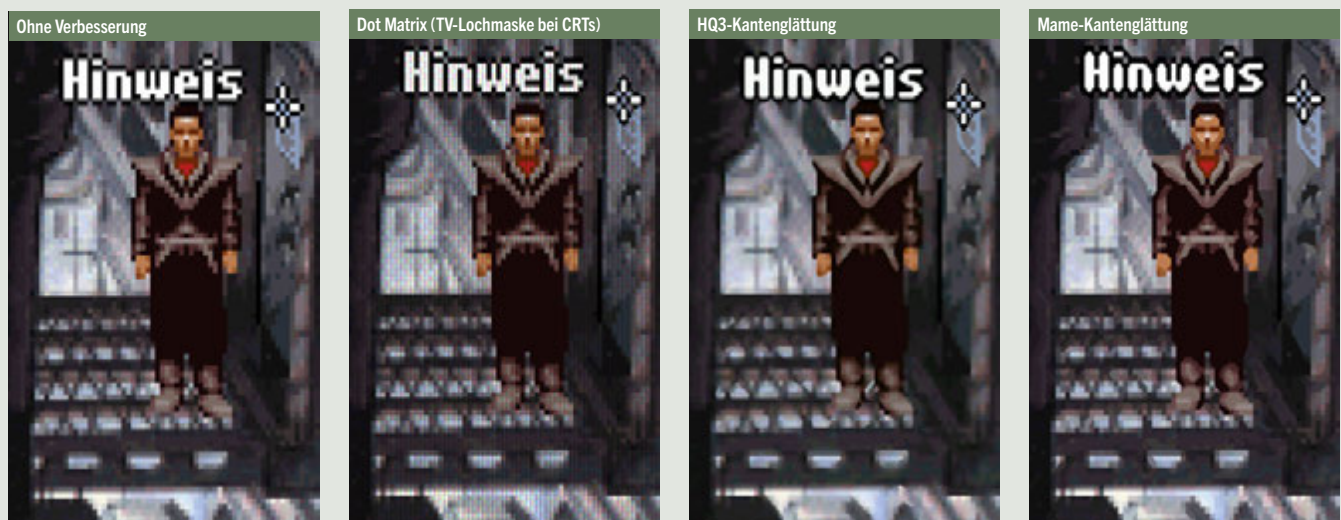 Ohne Verbesserung
Dot Matrix (TV-Lochmaske bei CRTs)
HQ3-Kantenglättung
Mame-Kantenglättung
Hinweis
Hinweis
Hinweis
Hinweis